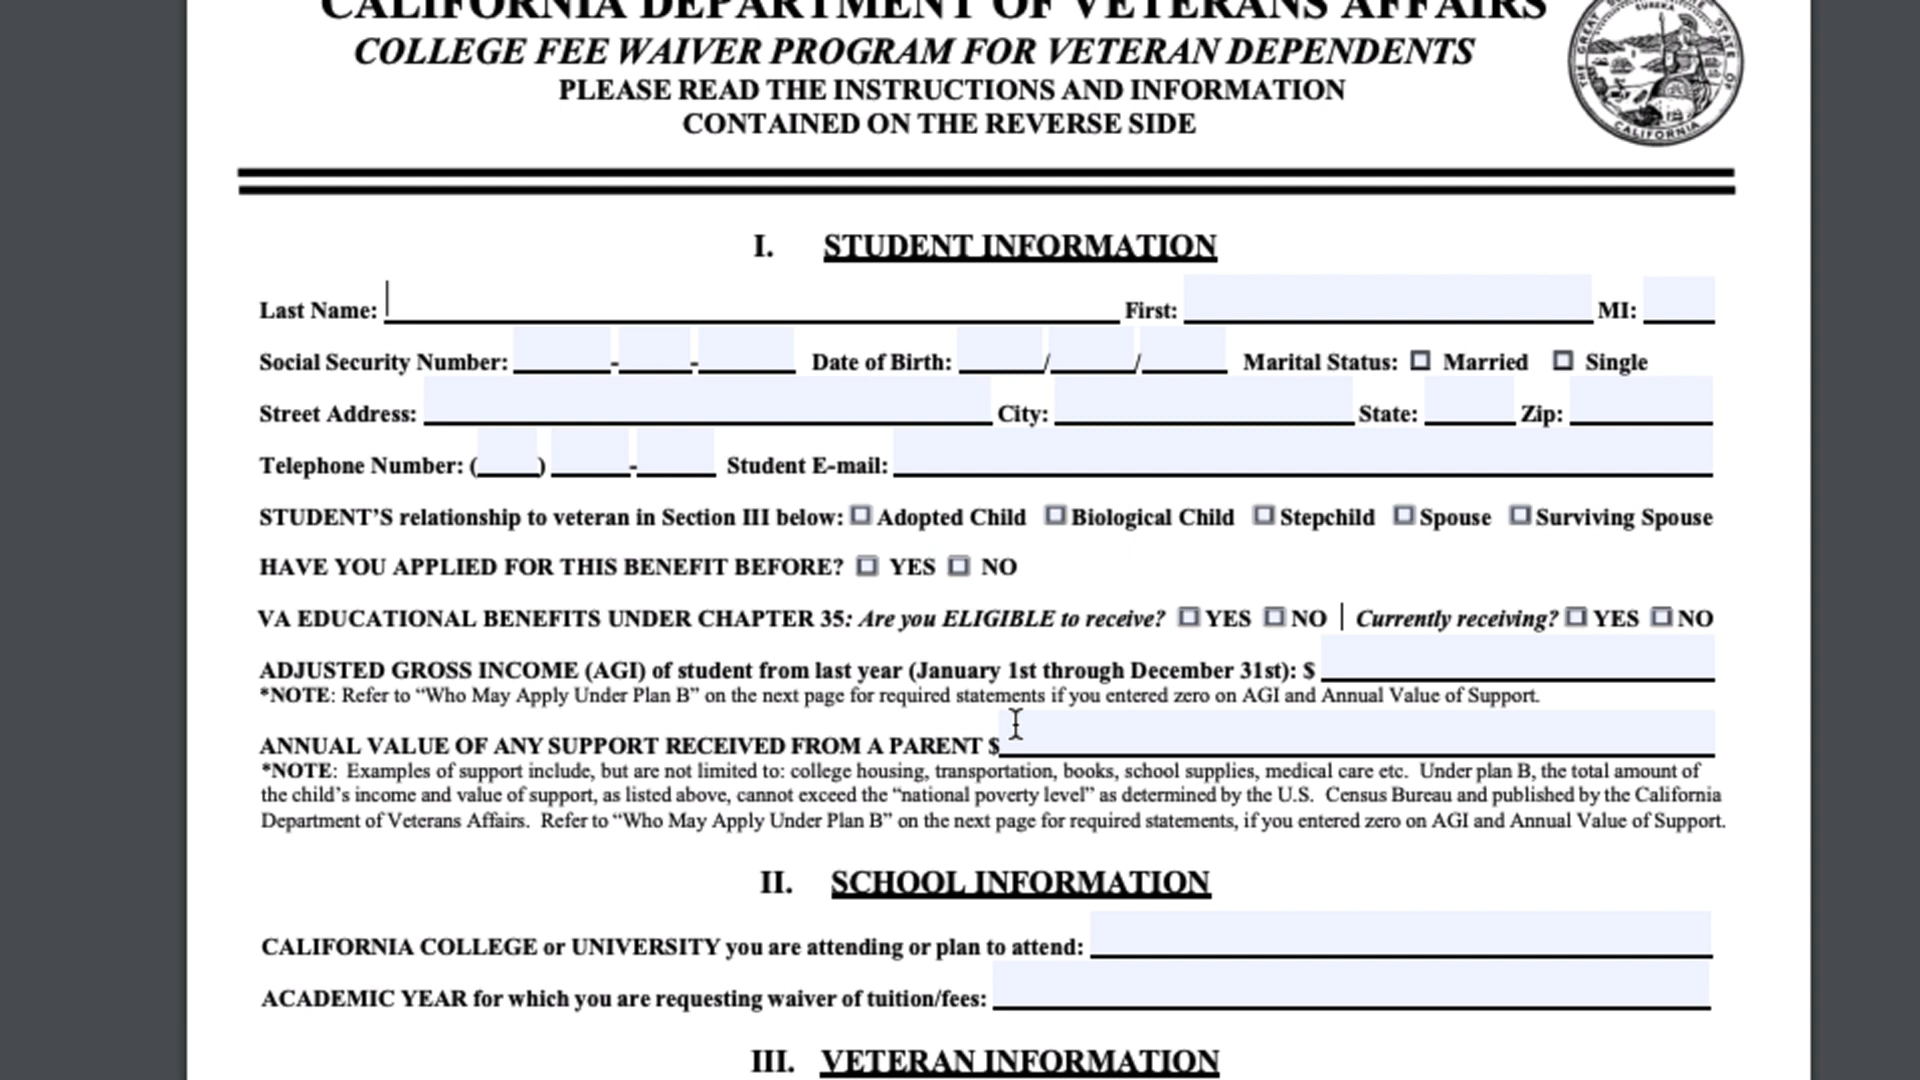 CALIFORNIA DEPARTMENT OF VETERANS AFFAIRS
COLLEGE FEE WAIVER PROGRAM FOR VETERAN DEPENDENTS
PLEASE READ THE INSTRUCTIONS AND INFORMATION
CONTAINED ON THE REVERSE SIDE
THE GREAT STATE OF CALIFORNIA
EUREKA
I. STUDENT INFORMATION
Last Name: First: MI:
Social Security Number: - - Date of Birth: / / Marital Status: Married Single
Street Address: City: State: Zip:
Telephone Number: ( ) - Student E-mail:
STUDENT’S relationship to veteran in Section III below: Adopted Child Biological Child Stepchild Spouse Surviving Spouse
HAVE YOU APPLIED FOR THIS BENEFIT BEFORE? YES NO
VA EDUCATIONAL BENEFITS UNDER CHAPTER 35: Are you ELIGIBLE to receive? YES NO | Currently receiving? YES NO
ADJUSTED GROSS INCOME (AGI) of student from last year (January 1st through December 31st): $
*NOTE: Refer to “Who May Apply Under Plan B” on the next page for required statements if you entered zero on AGI and Annual Value of Support.
ANNUAL VALUE OF ANY SUPPORT RECEIVED FROM A PARENT $
*NOTE: Examples of support include, but are not limited to: college housing, transportation, books, school supplies, medical care etc. Under plan B, the total amount of
the child’s income and value of support, as listed above, cannot exceed the “national poverty level” as determined by the U.S. Census Bureau and published by the California
Department of Veterans Affairs. Refer to “Who May Apply Under Plan B” on the next page for required statements, if you entered zero on AGI and Annual Value of Support.
II. SCHOOL INFORMATION
CALIFORNIA COLLEGE or UNIVERSITY you are attending or plan to attend:
ACADEMIC YEAR for which you are requesting waiver of tuition/fees:
III. VETERAN INFORMATION